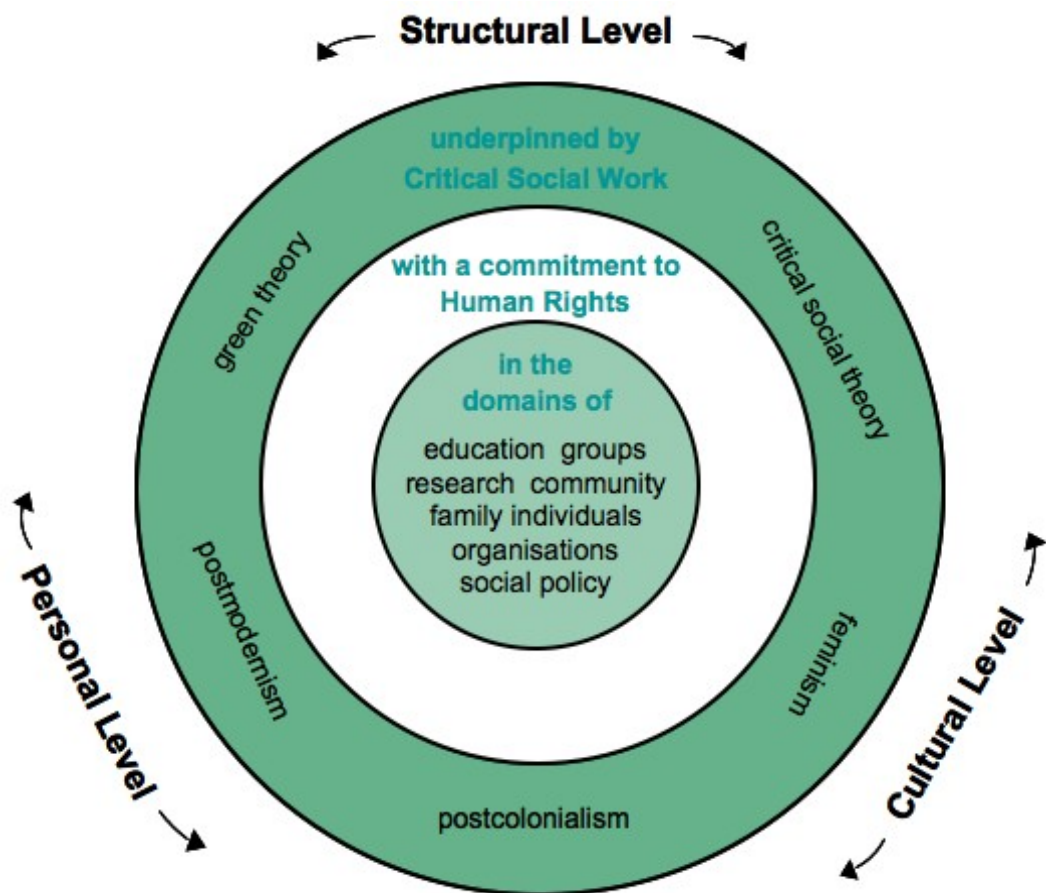 Structural Level
underpinned by
Critical Social Work
green theory
critical social theory
with a commitment to
Human Rights
in the
domains of
education groups
research community
family individuals
organisations
social policy
postmodernism
feminism
postcolonialism
Personal Level
Cultural Level